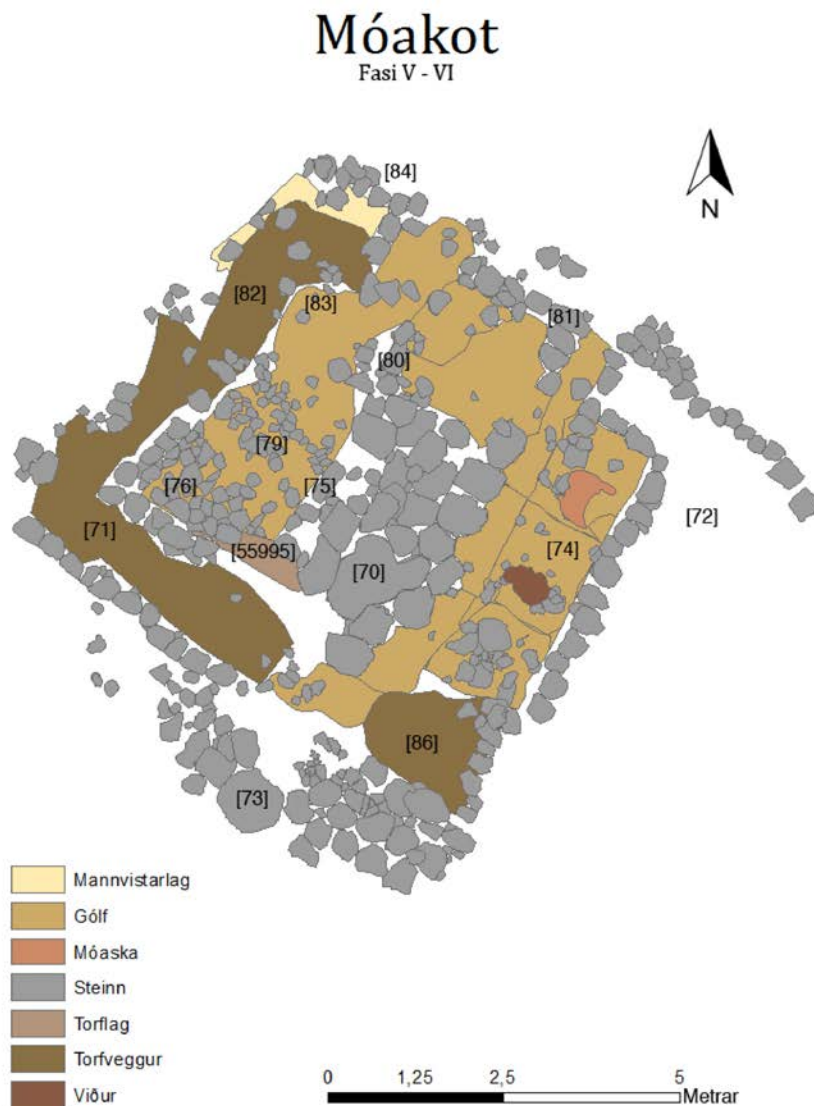 Móakot
Fasi V - VI
[84]
N
[82]
[83]
[81]
[80]
[79]
[76]
[75]
[72]
[71]
[55995]
[74]
[70]
[86]
[73]
Mannvistarlag
Gólf
Móaska
Steinn
Torflag
Torfveggur
Viður
0 1,25 2,5 5
Metrar